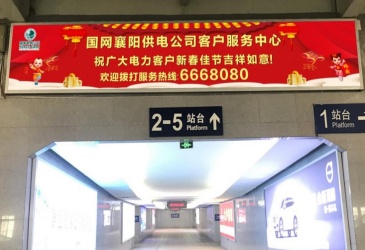 国网襄阳供电公司客户服务中心
祝广大电力客户新春佳节吉祥如意!
欢迎拨打服务热线:6668080
2-5 站台 ↑
Platform
1 站台
Platform